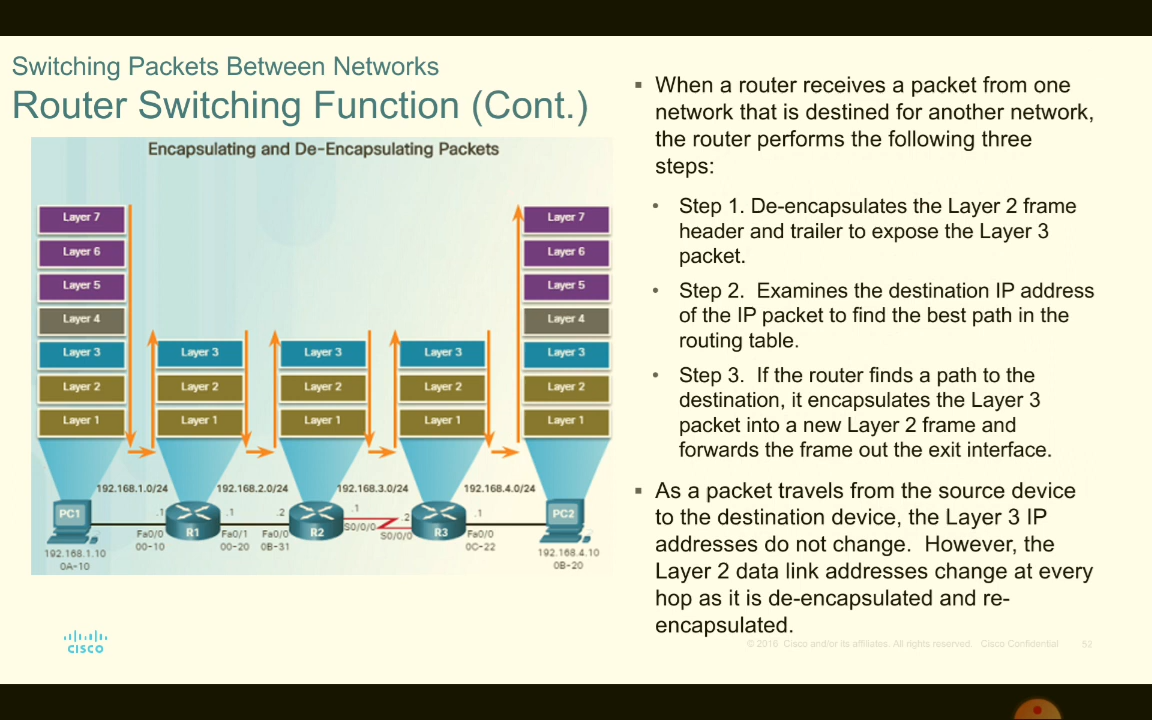 Switching Packets Between Networks
Router Switching Function (Cont.)
Encapsulating and De-Encapsulating Packets
Layer 7
Layer 6
Layer 5
Layer 4
Layer 3
Layer 2
Layer 1
Layer 3
Layer 2
Layer 1
Layer 3
Layer 2
Layer 1
Layer 3
Layer 2
Layer 1
Layer 7
Layer 6
Layer 5
Layer 4
Layer 3
Layer 2
Layer 1
192.168.1.0/24 192.168.2.0/24 192.168.3.0/24 192.168.4.0/24
PC1 .1 R1 .1 .2 R2 .1 .2 R3 .1 PC2
Fa0/0 Fa0/1 Fa0/0 S0/0/0 S0/0/0 Fa0/0
00-10 00-20 0B-31 0C-22
192.168.1.10
0A-10
192.168.4.10
0B-20
CISCO
▪ When a router receives a packet from one
network that is destined for another network,
the router performs the following three
steps:
• Step 1. De-encapsulates the Layer 2 frame
header and trailer to expose the Layer 3
packet.
• Step 2. Examines the destination IP address
of the IP packet to find the best path in the
routing table.
• Step 3. If the router finds a path to the
destination, it encapsulates the Layer 3
packet into a new Layer 2 frame and
forwards the frame out the exit interface.
▪ As a packet travels from the source device
to the destination device, the Layer 3 IP
addresses do not change. However, the
Layer 2 data link addresses change at every
hop as it is de-encapsulated and re-
encapsulated.
© 2016 Cisco and/or its affiliates. All rights reserved. Cisco Confidential 52